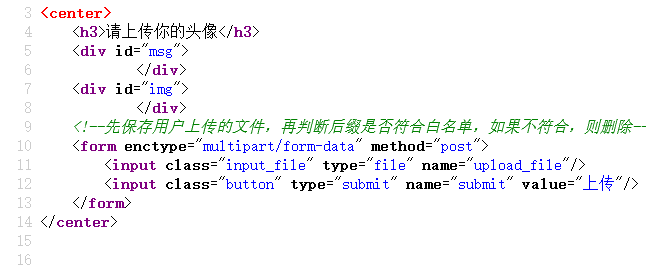 3 <center>
4 <h3>请上传你的头像</h3>
5 <div id="msg">
6 </div>
7 <div id="img">
8 </div>
9 <!--先保存用户上传的文件，再判断后缀是否符合白名单，如果不符合，则删除--
10 <form enctype="multipart/form-data" method="post">
11 <input class="input_file" type="file" name="upload_file"/>
12 <input class="button" type="submit" name="submit" value="上传"/>
13 </form>
14 </center>
15
16